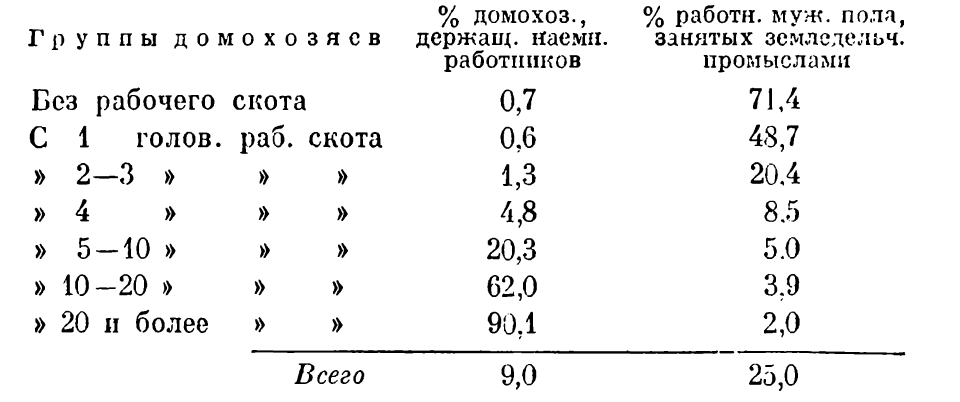 Группы домохозяев % домохоз., держащ. наемн. работников % работн. муж. пола, занятых земледельч. промыслами
Без рабочего скота 0,7 71,4
С 1 голов. раб. скота 0,6 48,7
» 2—3 » » » 1,3 20,4
» 4 » » » 4,8 8,5
» 5—10 » » » 20,3 5,0
» 10—20 » » » 62,0 3,9
» 20 и более » » 90,1 2,0
Всего 9,0 25,0